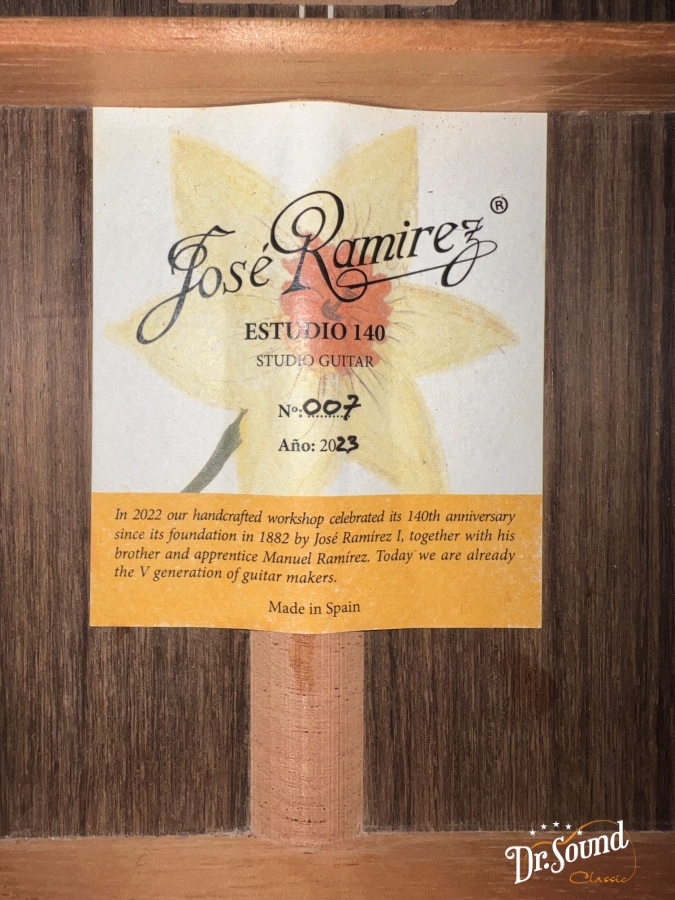 José Ramirez ®
ESTUDIO 140
STUDIO GUITAR
Nº: 007
Año: 2023
In 2022 our handcrafted workshop celebrated its 140th anniversary
since its foundation in 1882 by José Ramírez I, together with his
brother and apprentice Manuel Ramírez. Today we are already
the V generation of guitar makers.
Made in Spain
Dr. Sound
Classic